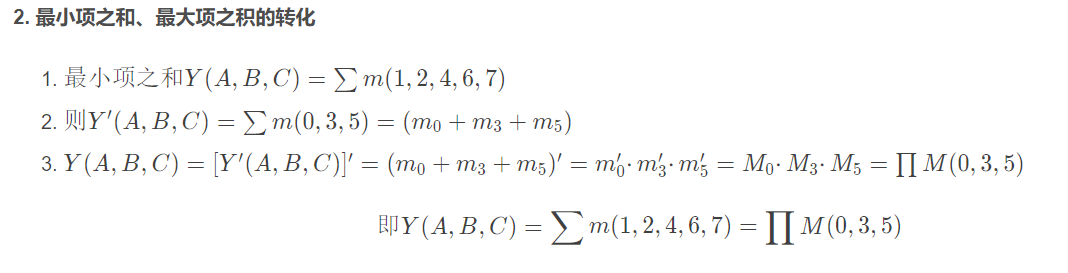 2. 最小项之和、最大项之积的转化
1. 最小项之和Y(A, B, C) = ∑ m(1, 2, 4, 6, 7)
2. 则Y′(A, B, C) = ∑ m(0, 3, 5) = (m₀ + m₃ + m₅)
3. Y(A, B, C) = [Y′(A, B, C)]′ = (m₀ + m₃ + m₅)′ = m₀′· m₃′· m₅′ = M₀· M₃· M₅ = ∏ M(0, 3, 5)
即Y(A, B, C) = ∑ m(1, 2, 4, 6, 7) = ∏ M(0, 3, 5)